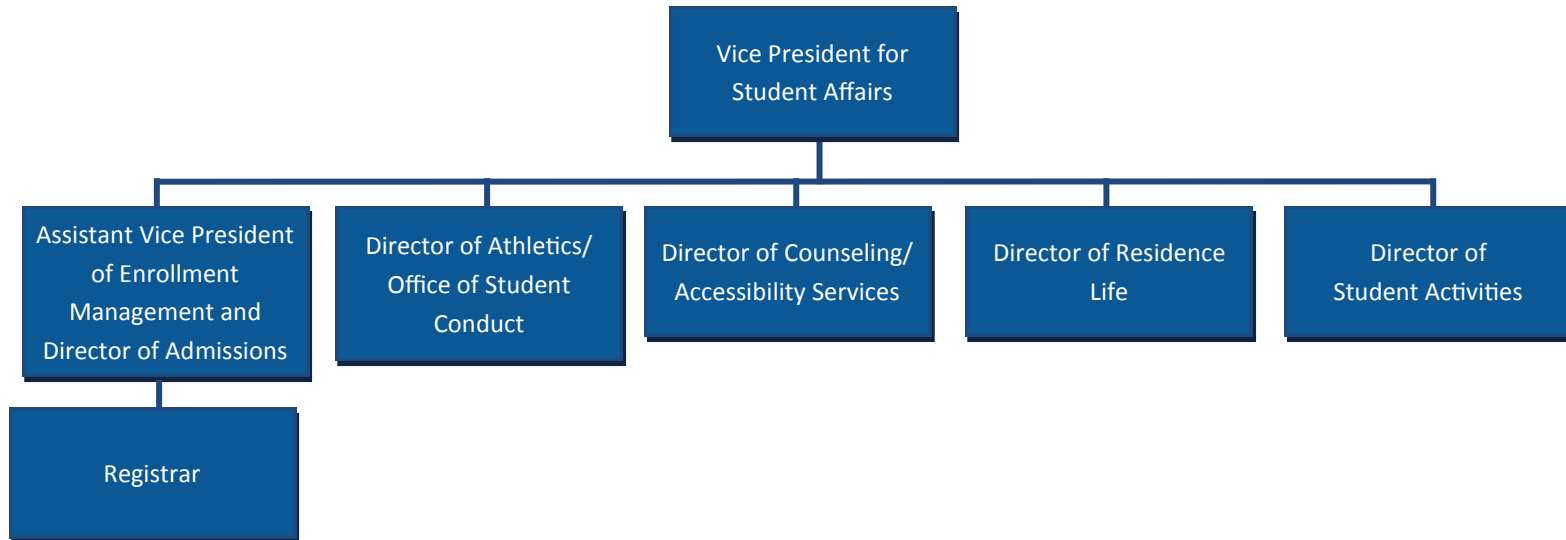 Vice President for
Student Affairs
Assistant Vice President
of Enrollment
Management and
Director of Admissions
Director of Athletics/
Office of Student
Conduct
Director of Counseling/
Accessibility Services
Director of Residence
Life
Director of
Student Activities
Registrar